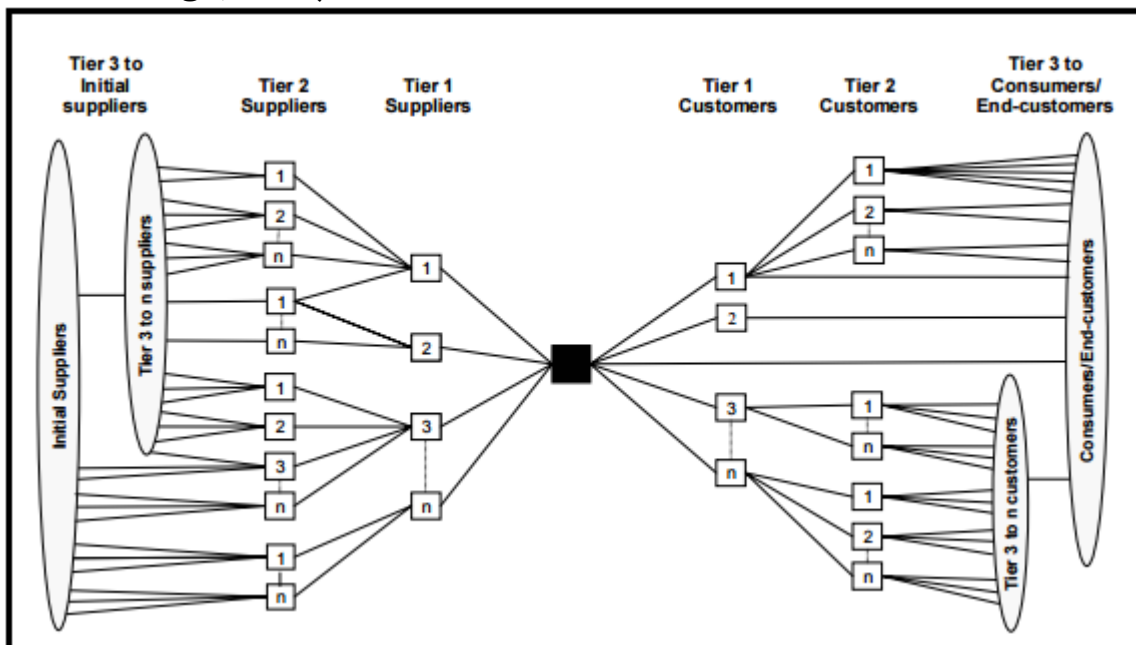 Tier 3 to
Initial
suppliers
Tier 2
Suppliers
Tier 1
Suppliers
Tier 1
Customers
Tier 2
Customers
Tier 3 to
Consumers/
End-customers
Initial Suppliers
Tier 3 to n suppliers
1
2
n
1
n
1
2
3
n
1
n
1
2
3
n
1
2
3
n
1
2
n
1
n
1
2
n
Tier 3 to n customers
Consumers/End-customers